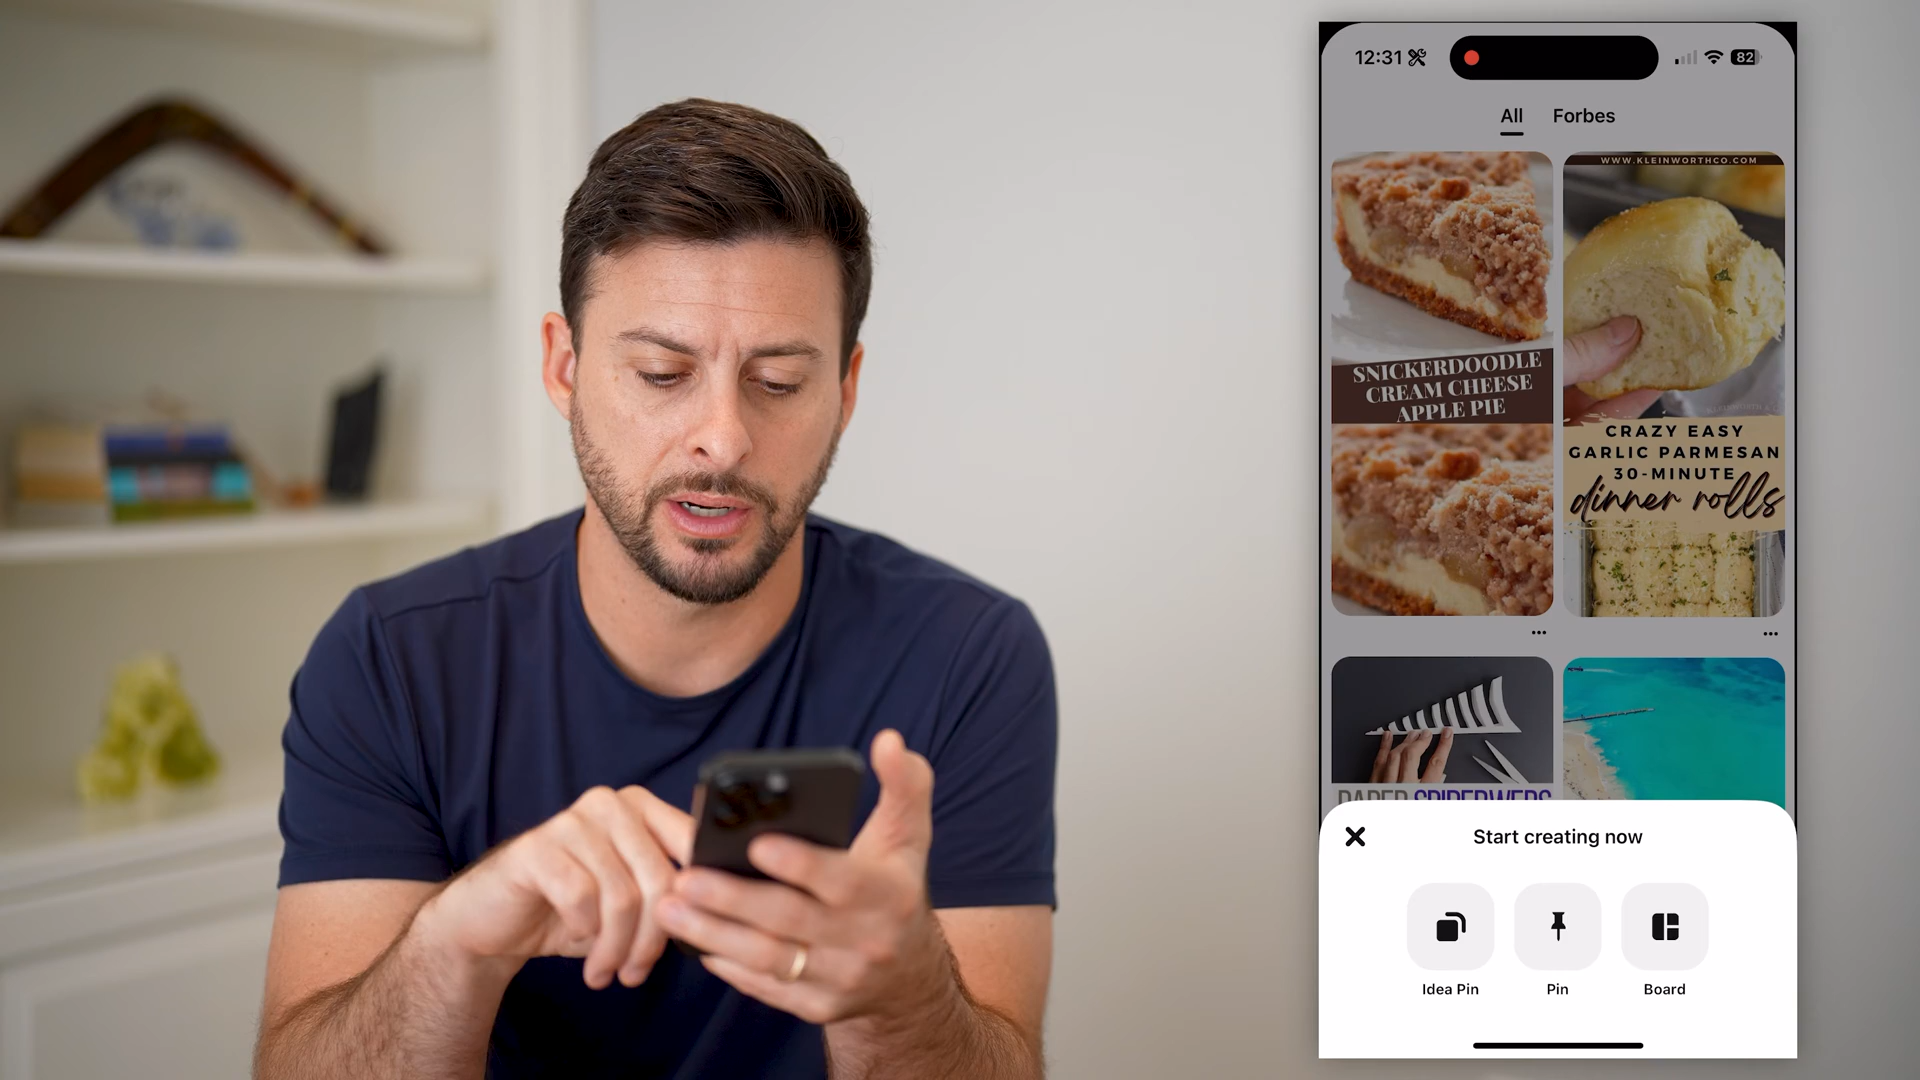 12:31
82
All Forbes
SNICKERDOODLE
CREAM CHEESE
APPLE PIE
WWW.KLEINWORTHCO.COM
CRAZY EASY
GARLIC PARMESAN
30-MINUTE
dinner rolls
Start creating now
Idea Pin
Pin
Board